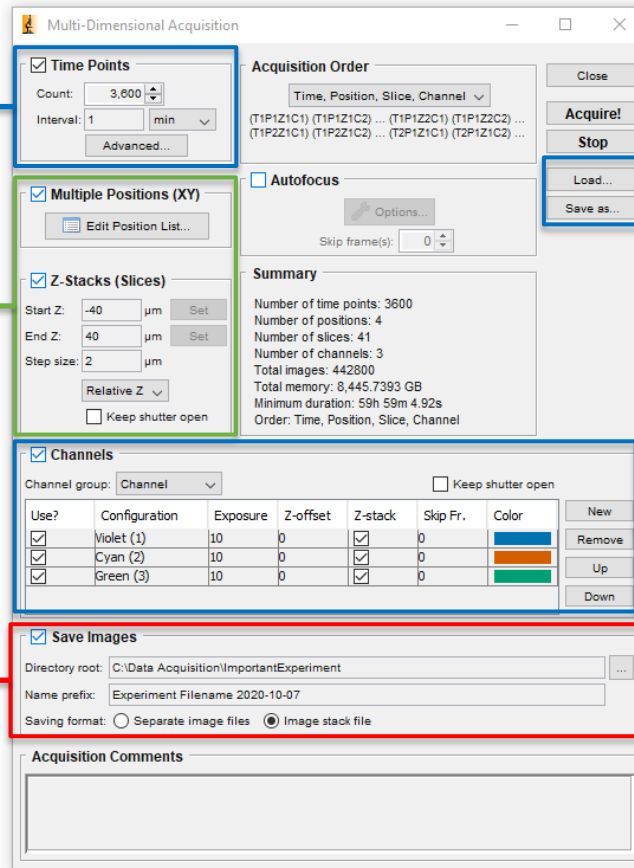 Multi-Dimensional Acquisition
Time Points
Count: 3,600
Interval: 1 min
Advanced...
Acquisition Order
Time, Position, Slice, Channel
(T1P1Z1C1) (T1P1Z1C2) ... (T1P1Z2C1) (T1P1Z2C2) ...
(T1P2Z1C1) (T1P2Z1C2) ... (T2P1Z1C1) (T2P1Z1C2) ...
Close
Acquire!
Stop
Load...
Save as...
Multiple Positions (XY)
Edit Position List...
Autofocus
Options...
Skip frame(s): 0
Z-Stacks (Slices)
Start Z: -40 µm Set
End Z: 40 µm Set
Step size: 2 µm
Relative Z
Keep shutter open
Summary
Number of time points: 3600
Number of positions: 4
Number of slices: 41
Number of channels: 3
Total images: 442800
Total memory: 8,445.7393 GB
Minimum duration: 59h 59m 4.92s
Order: Time, Position, Slice, Channel
Channels
Channel group: Channel Keep shutter open
Use? Configuration Exposure Z-offset Z-stack Skip Fr. Color
Violet (1) 10 0 0
Cyan (2) 10 0 0
Green (3) 10 0 0
New
Remove
Up
Down
Save Images
Directory root: C:\Data Acquisition\ImportantExperiment ...
Name prefix: Experiment Filename 2020-10-07
Saving format: Separate image files Image stack file
Acquisition Comments